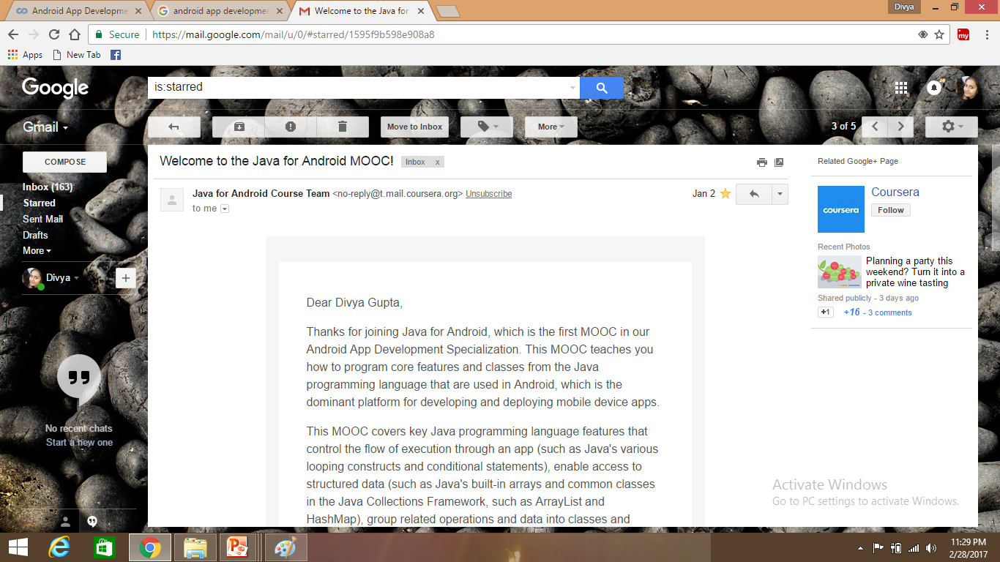 Android App Developme
android app developmen
Welcome to the Java for
Divya
Secure
https://mail.google.com/mail/u/0/#starred/1595f9b598e908a8
my
Apps
New Tab
Google
is:starred
Gmail
Move to Inbox
More
3 of 5
COMPOSE
Inbox (163)
Starred
Sent Mail
Drafts
More
Divya
No recent chats
Start a new one
Welcome to the Java for Android MOOC!
Inbox x
Java for Android Course Team <no-reply@t.mail.coursera.org> Unsubscribe
Jan 2
to me
Dear Divya Gupta,
Thanks for joining Java for Android, which is the first MOOC in our
Android App Development Specialization. This MOOC teaches you
how to program core features and classes from the Java
programming language that are used in Android, which is the
dominant platform for developing and deploying mobile device apps.
This MOOC covers key Java programming language features that
control the flow of execution through an app (such as Java's various
looping constructs and conditional statements), enable access to
structured data (such as Java's built-in arrays and common classes
in the Java Collections Framework, such as ArrayList and
HashMap), group related operations and data into classes and
Related Google+ Page
coursera
Coursera
Follow
Recent Photos
Planning a party this
weekend? Turn it into a
private wine tasting
Shared publicly - 3 days ago
+1
+16 - 3 comments
Activate Windows
Go to PC settings to activate Windows.
11:29 PM
2/28/2017